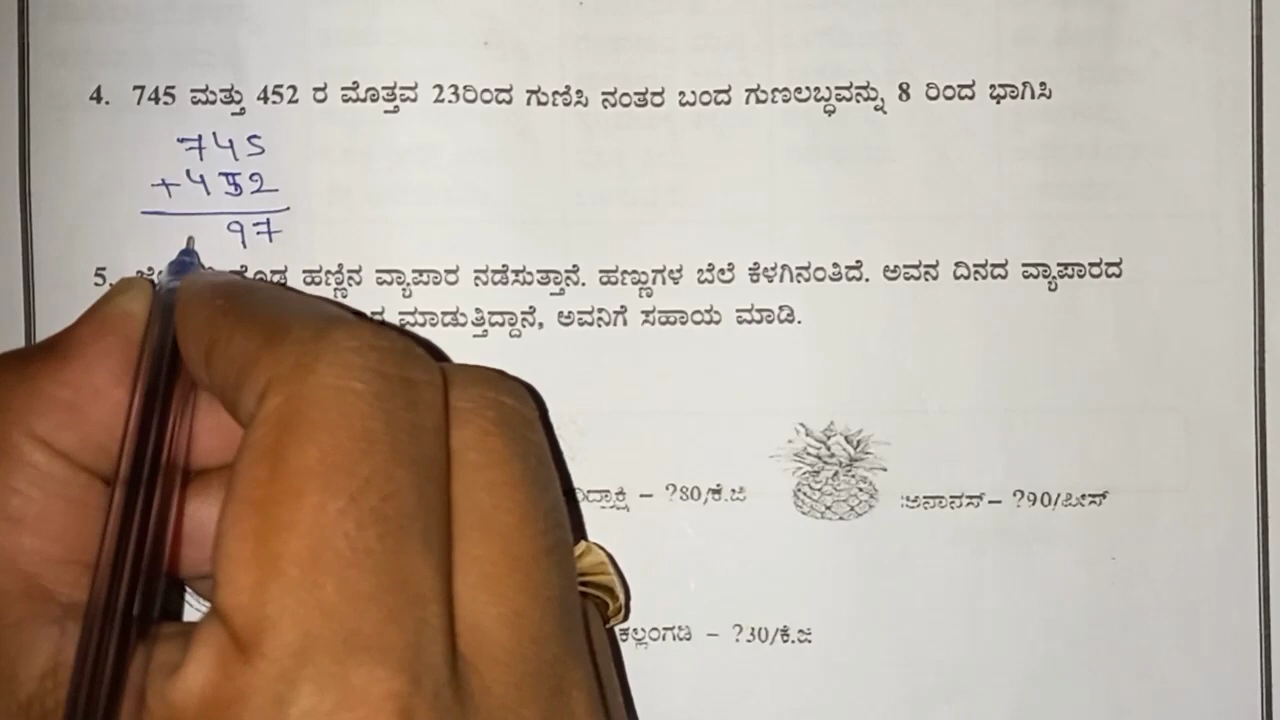 4. 745 ಮತ್ತು 452 ರ ಮೊತ್ತವ 23ರಿಂದ ಗುಣಿಸಿ ನಂತರ ಬಂದ ಗುಣಲಬ್ಧವನ್ನು 8 ರಿಂದ ಭಾಗಿಸಿ
745
+452
97
5. ಹಣ್ಣಿನ ವ್ಯಾಪಾರ ನಡೆಸುತ್ತಾನೆ. ಹಣ್ಣುಗಳ ಬೆಲೆ ಕೆಳಗಿನಂತಿದೆ. ಅವನ ದಿನದ ವ್ಯಾಪಾರದ
ಮಾಡುತ್ತಿದ್ದಾನೆ, ಅವನಿಗೆ ಸಹಾಯ ಮಾಡಿ.
– ?80/ಕೆ.ಜಿ
:ಅನಾನಸ್– ?90/ಪೀಸ್
ಕಲ್ಲಂಗಡಿ – ?30/ಕೆ.ಜಿ